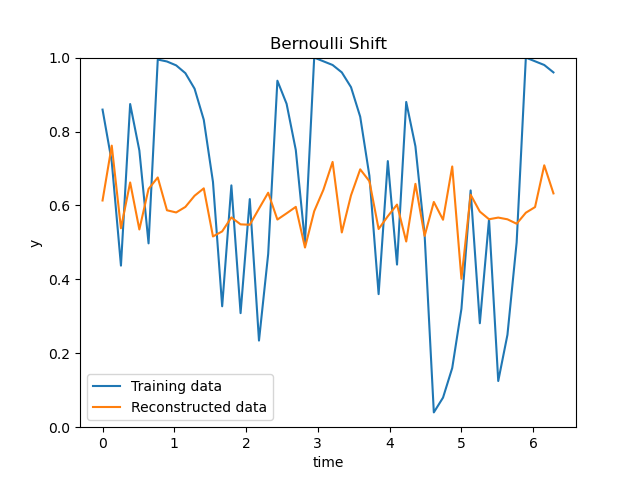 Bernoulli Shift
1.0
0.8
0.6
0.4
0.2
0.0
y
Training data
Reconstructed data
0 1 2 3 4 5 6
time